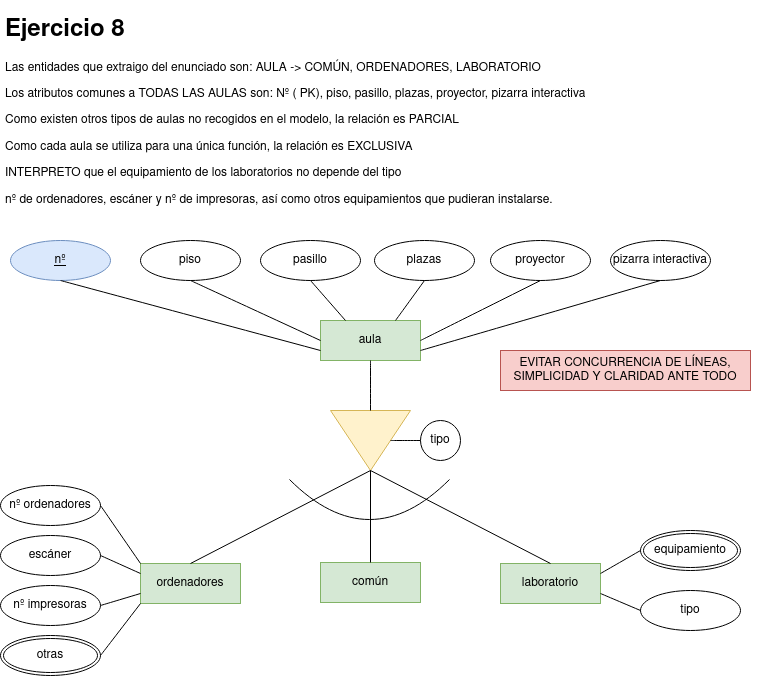 Ejercicio 8
Las entidades que extraigo del enunciado son: AULA -> COMÚN, ORDENADORES, LABORATORIO
Los atributos comunes a TODAS LAS AULAS son: Nº ( PK), piso, pasillo, plazas, proyector, pizarra interactiva
Como existen otros tipos de aulas no recogidos en el modelo, la relación es PARCIAL
Como cada aula se utiliza para una única función, la relación es EXCLUSIVA
INTERPRETO que el equipamiento de los laboratorios no depende del tipo
nº de ordenadores, escáner y nº de impresoras, así como otros equipamientos que pudieran instalarse.
nº
piso
pasillo
plazas
proyector
pizarra interactiva
aula
EVITAR CONCURRENCIA DE LÍNEAS,
SIMPLICIDAD Y CLARIDAD ANTE TODO
tipo
nº ordenadores
escáner
nº impresoras
otras
ordenadores
común
laboratorio
equipamiento
tipo